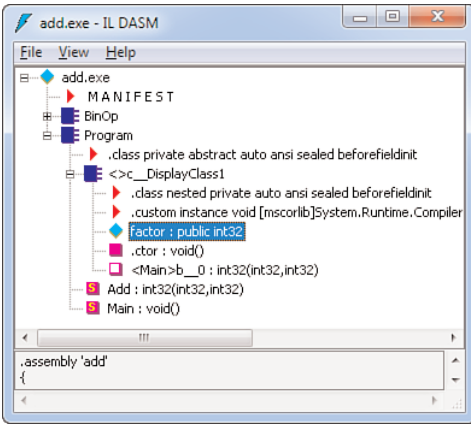 add.exe - IL DASM
File View Help
add.exe
MANIFEST
BinOp
Program
.class private abstract auto ansi sealed beforefieldinit
<>c__DisplayClass1
.class nested private auto ansi sealed beforefieldinit
.custom instance void [mscorlib]System.Runtime.Compiler
factor : public int32
.ctor : void()
<Main>b__0 : int32(int32,int32)
S Add : int32(int32,int32)
S Main : void()
.assembly 'add'
{